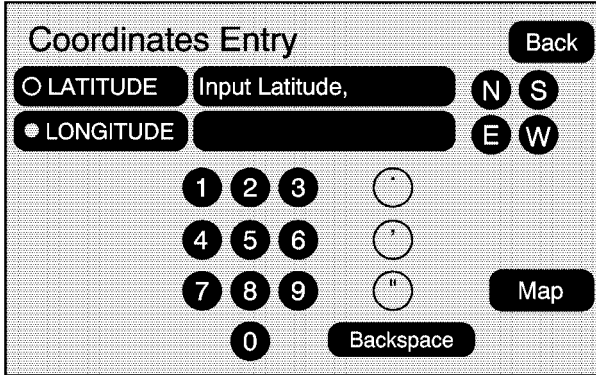 Coordinates Entry Back
LATITUDE Input Latitude, N S
LONGITUDE E W
1 2 3 °
4 5 6 '
7 8 9 " Map
0 Backspace